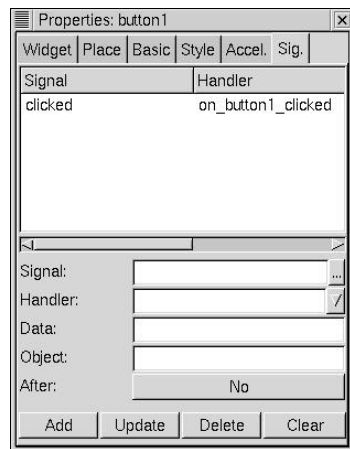 Properties: button1
Widget Place Basic Style Accel. Sig.
Signal Handler
clicked on_button1_clicked
Signal: ...
Handler:
Data:
Object:
After: No
Add Update Delete Clear